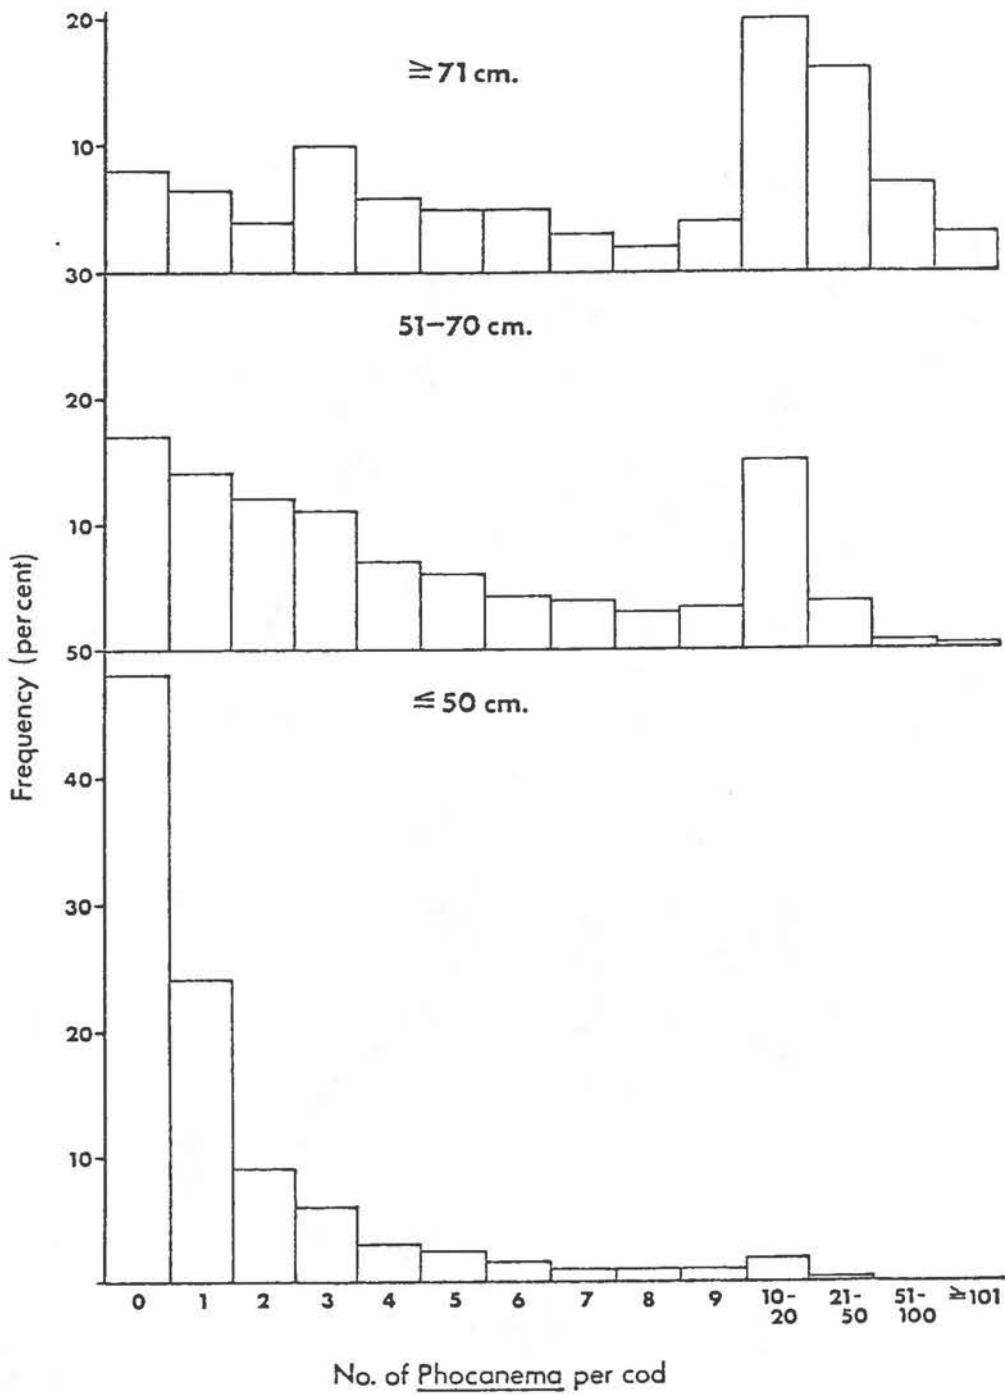 20
≧ 71 cm.
10
30
51–70 cm.
20
10
50
≦ 50 cm.
40
30
20
10
Frequency (per cent)
0 1 2 3 4 5 6 7 8 9 10-20 21-50 51-100 ≧101
No. of Phocanema per cod